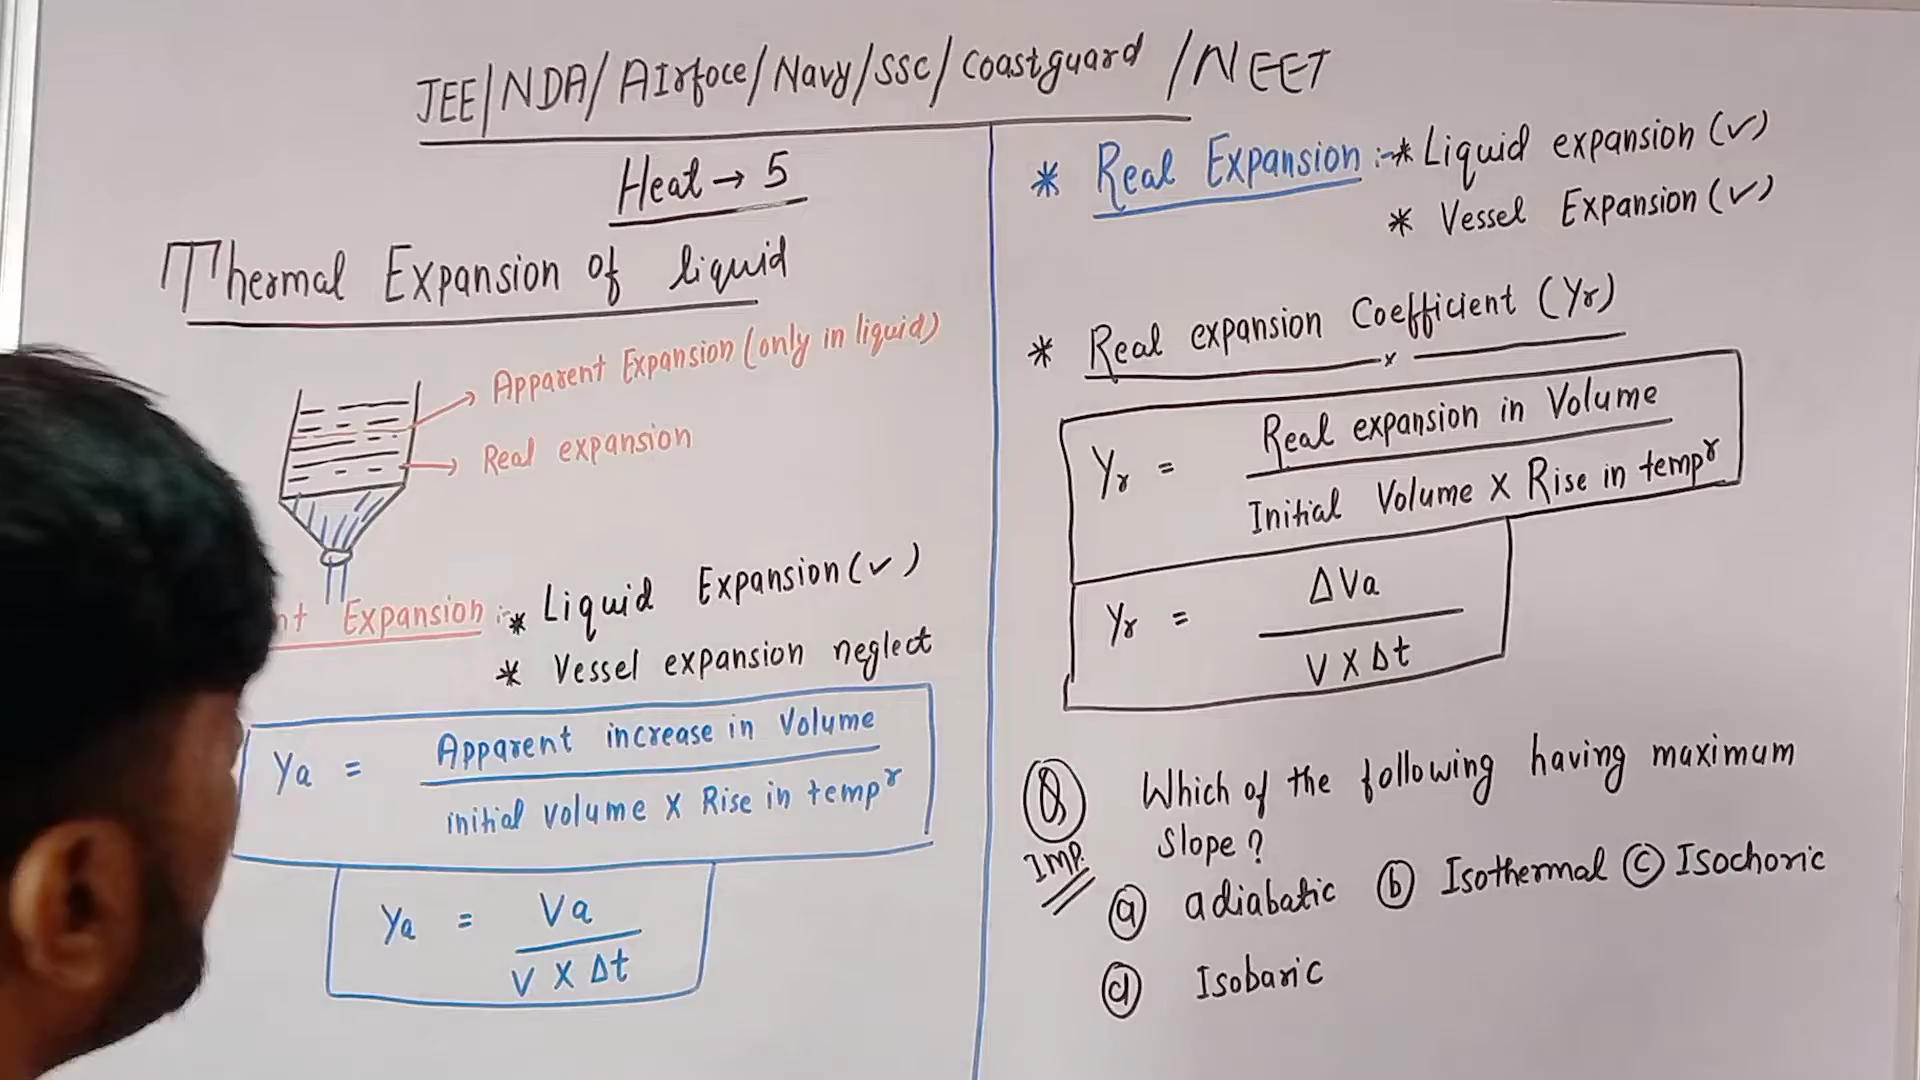 JEE/NDA/AIrfoce/Navy/SSC/Coastguard/NEET
Heat → 5
Thermal Expansion of liquid
Apparent Expansion (only in liquid)
Real expansion
Expansion :- * Liquid Expansion (✓)
* Vessel expansion neglect
Ya = Apparent increase in Volume
initial volume X Rise in temp^r
Ya = Va
V X Δt
* Real Expansion :- * Liquid expansion (✓)
* Vessel Expansion (✓)
* Real expansion Coefficient (Yr)
Yr = Real expansion in Volume
Initial Volume X Rise in temp^r
Yr = ΔVa
V X Δt
Q Which of the following having maximum
IMP. Slope?
(a) adiabatic (b) Isothermal (c) Isochoric
(d) Isobaric